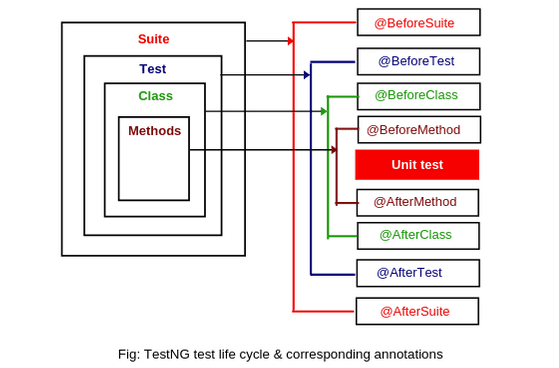 Suite
Test
Class
Methods
@BeforeSuite
@BeforeTest
@BeforeClass
@BeforeMethod
Unit test
@AfterMethod
@AfterClass
@AfterTest
@AfterSuite
Fig: TestNG test life cycle & corresponding annotations